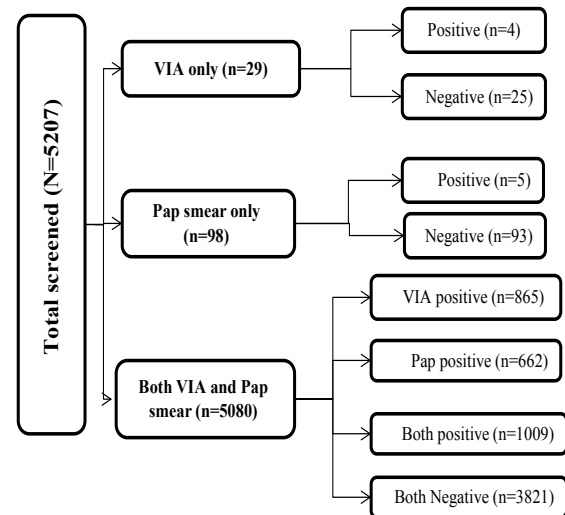 Total screened (N=5207)
VIA only (n=29)
Positive (n=4)
Negative (n=25)
Pap smear only
(n=98)
Positive (n=5)
Negative (n=93)
Both VIA and Pap
smear (n=5080)
VIA positive (n=865)
Pap positive (n=662)
Both positive (n=1009)
Both Negative (n=3821)